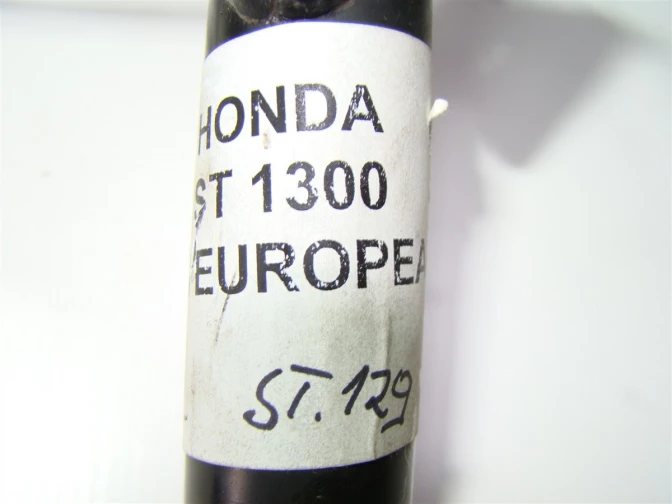 HONDA
ST 1300
'EUROPEA
ST.129